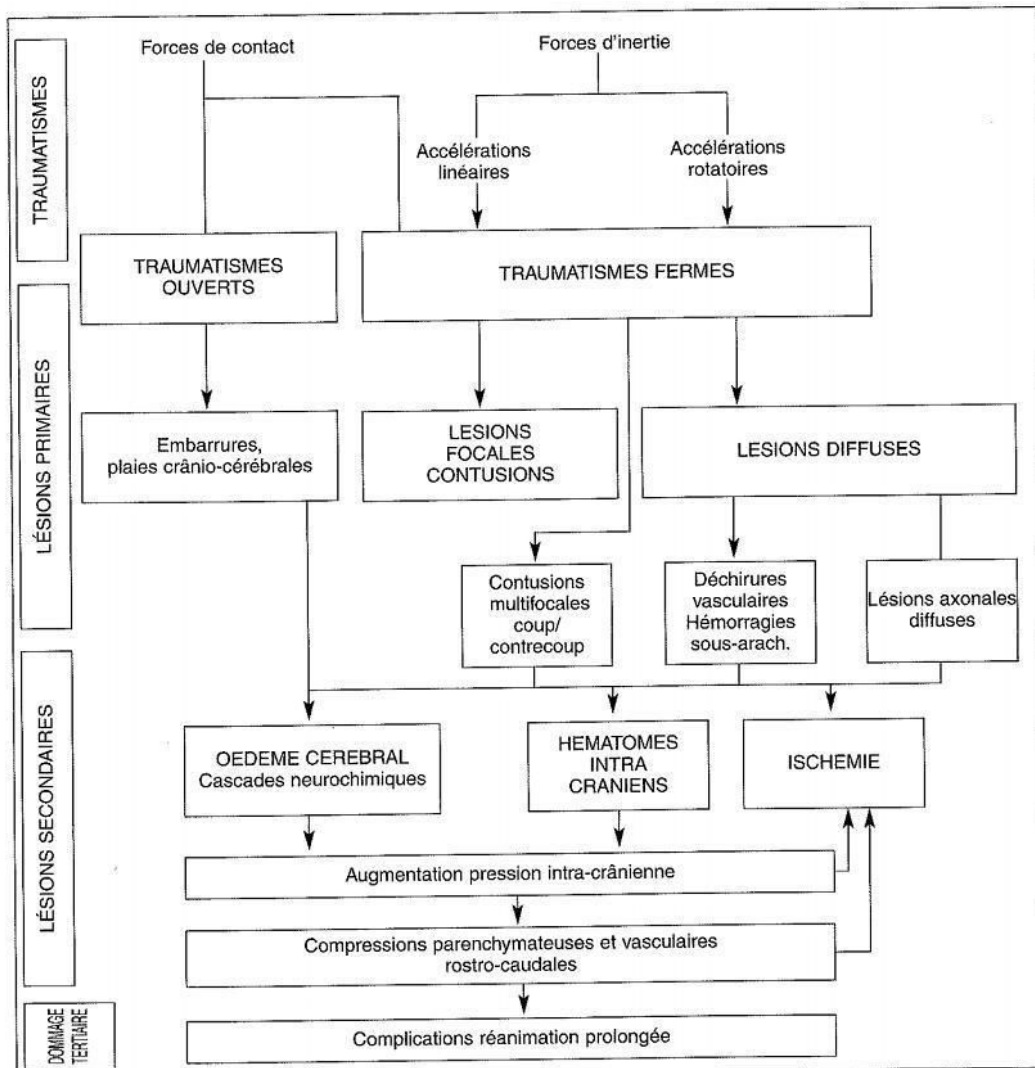 TRAUMATISMES
Forces de contact
Forces d'inertie
Accélérations
linéaires
Accélérations
rotatoires
TRAUMATISMES
OUVERTS
TRAUMATISMES FERMES
LÉSIONS PRIMAIRES
Embarrures,
plaies crânio-cérébrales
LESIONS
FOCALES
CONTUSIONS
LESIONS DIFFUSES
Contusions
multifocales
coup/
contrecoup
Déchirures
vasculaires
Hémorragies
sous-arach.
Lésions axonales
diffuses
LÉSIONS SECONDAIRES
OEDEME CEREBRAL
Cascades neurochimiques
HEMATOMES
INTRA
CRANIENS
ISCHEMIE
Augmentation pression intra-crânienne
Compressions parenchymateuses et vasculaires
rostro-caudales
DOMMAGE
TERTIAIRE
Complications réanimation prolongée